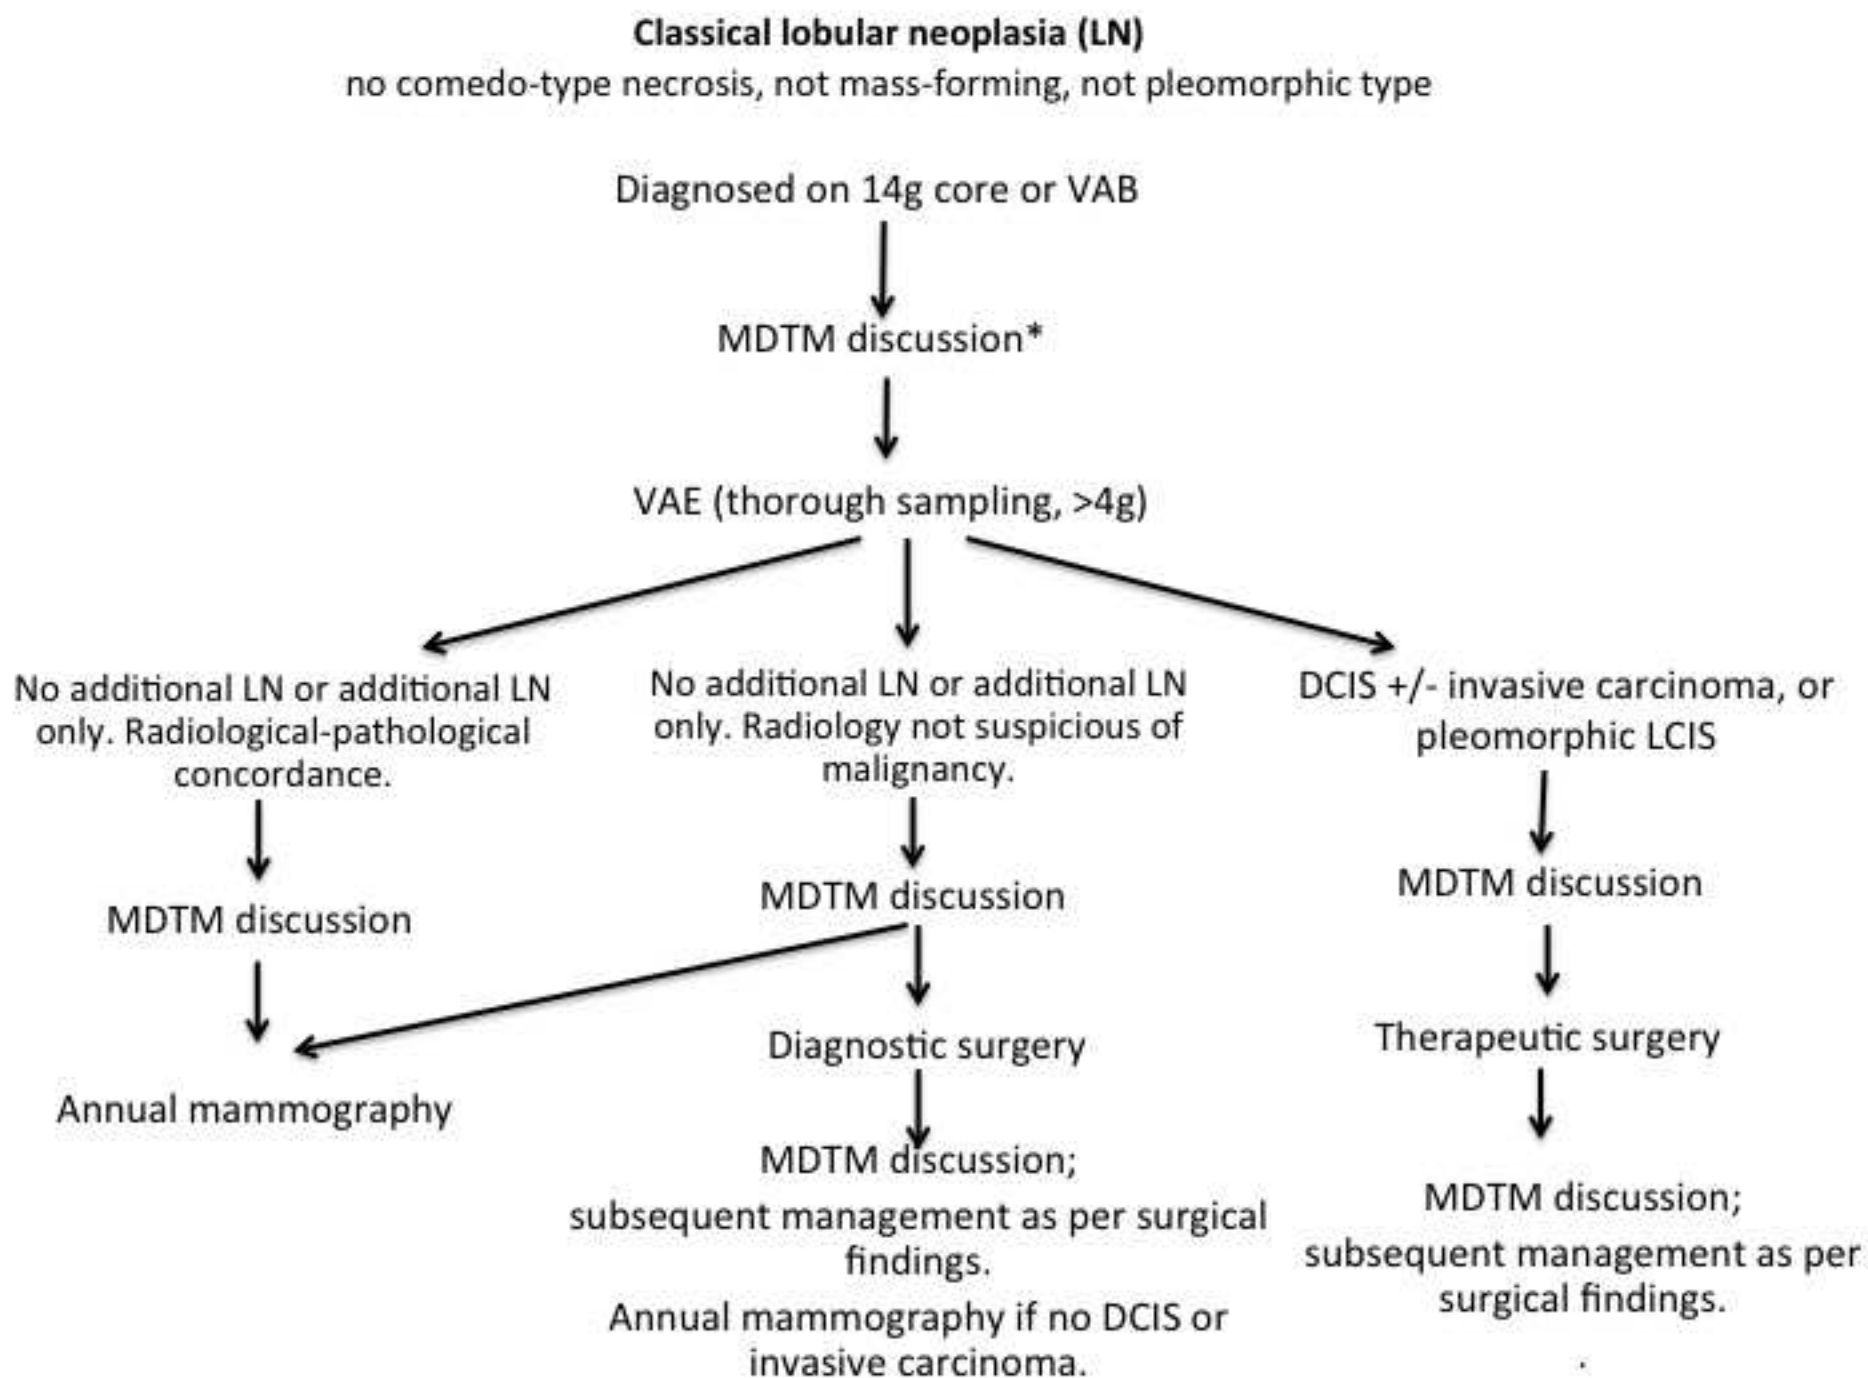 Classical lobular neoplasia (LN)
no comedo-type necrosis, not mass-forming, not pleomorphic type
Diagnosed on 14g core or VAB
MDTM discussion*
VAE (thorough sampling, >4g)
No additional LN or additional LN
only. Radiological-pathological
concordance.
MDTM discussion
Annual mammography
No additional LN or additional LN
only. Radiology not suspicious of
malignancy.
MDTM discussion
Diagnostic surgery
MDTM discussion;
subsequent management as per surgical
findings.
Annual mammography if no DCIS or
invasive carcinoma.
DCIS +/- invasive carcinoma, or
pleomorphic LCIS
MDTM discussion
Therapeutic surgery
MDTM discussion;
subsequent management as per
surgical findings.
.